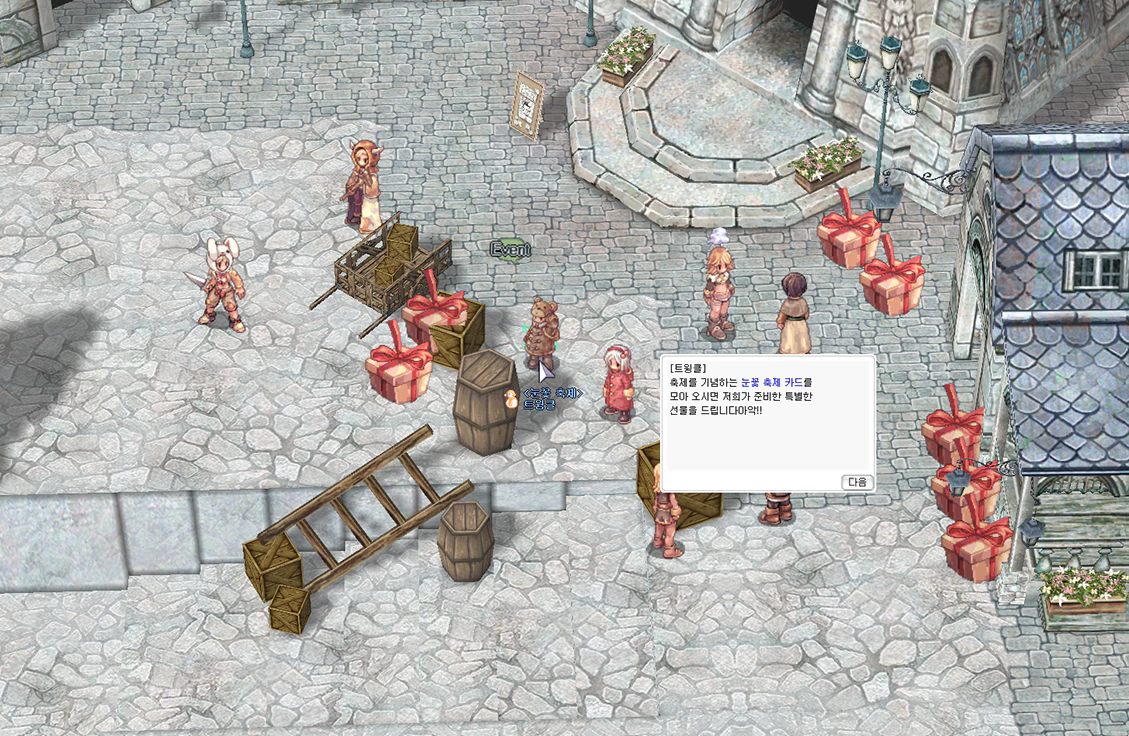 Event
<눈꽃 축제>
트윙클
[트윙클]
축제를 기념하는 눈꽃 축제 카드를
모아 오시면 저희가 준비한 특별한
선물을 드립니다아악!!
다음